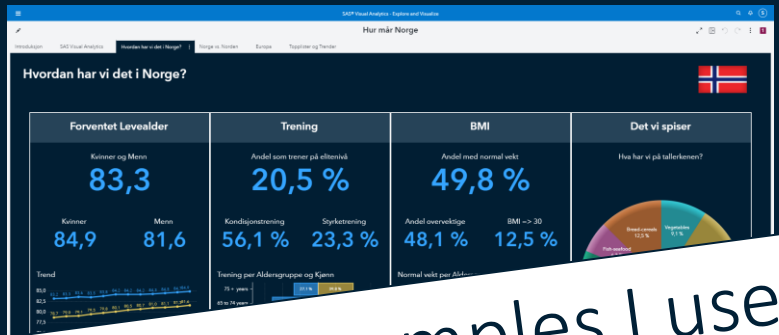 SAS® Visual Analytics - Explore and Visualize
Hur mår Norge
Introduksjon SAS Visual Analytics Hvordan har vi det i Norge? Norge vs. Norden Europa Topplister og Trender
Hvordan har vi det i Norge?
Forventet Levealder
Kvinner og Menn
83,3
Kvinner Menn
84,9 81,6
Trend
83,0
82,5
80,0
77,5
Trening
Andel som trener på elitenivå
20,5 %
Kondisjonstrening Styrketrening
56,1 % 23,3 %
Trening per Aldersgruppe og Kjønn
75 + years
65 to 74 years
BMI
Andel med normal vekt
49,8 %
Andel overvektige BMI -> 30
48,1 % 12,5 %
Normal vekt per
Det vi spiser
Hva har vi på tallerkenen?
Bread-cereals
12,5 %
Vegetables
9,1 %
Fish-seafood
mples I use